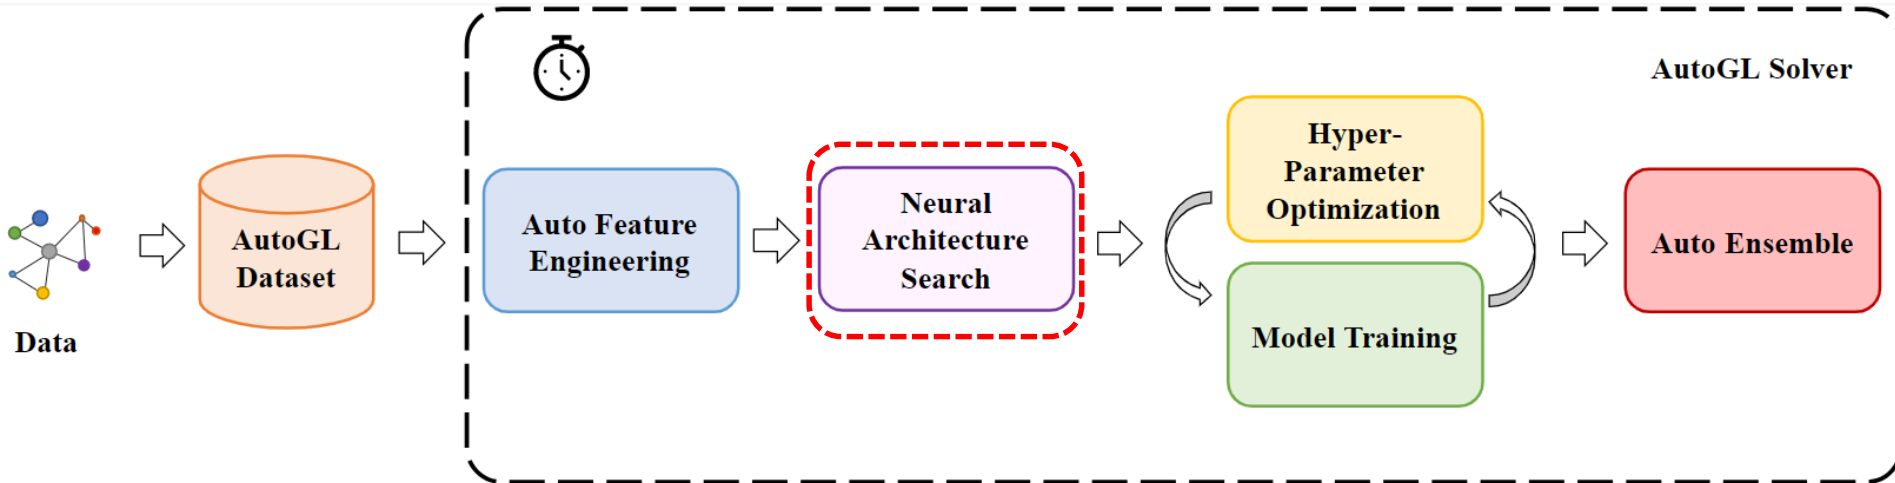 AutoGL Solver
Data
AutoGL
Dataset
Auto Feature
Engineering
Neural
Architecture
Search
Hyper-
Parameter
Optimization
Model Training
Auto Ensemble